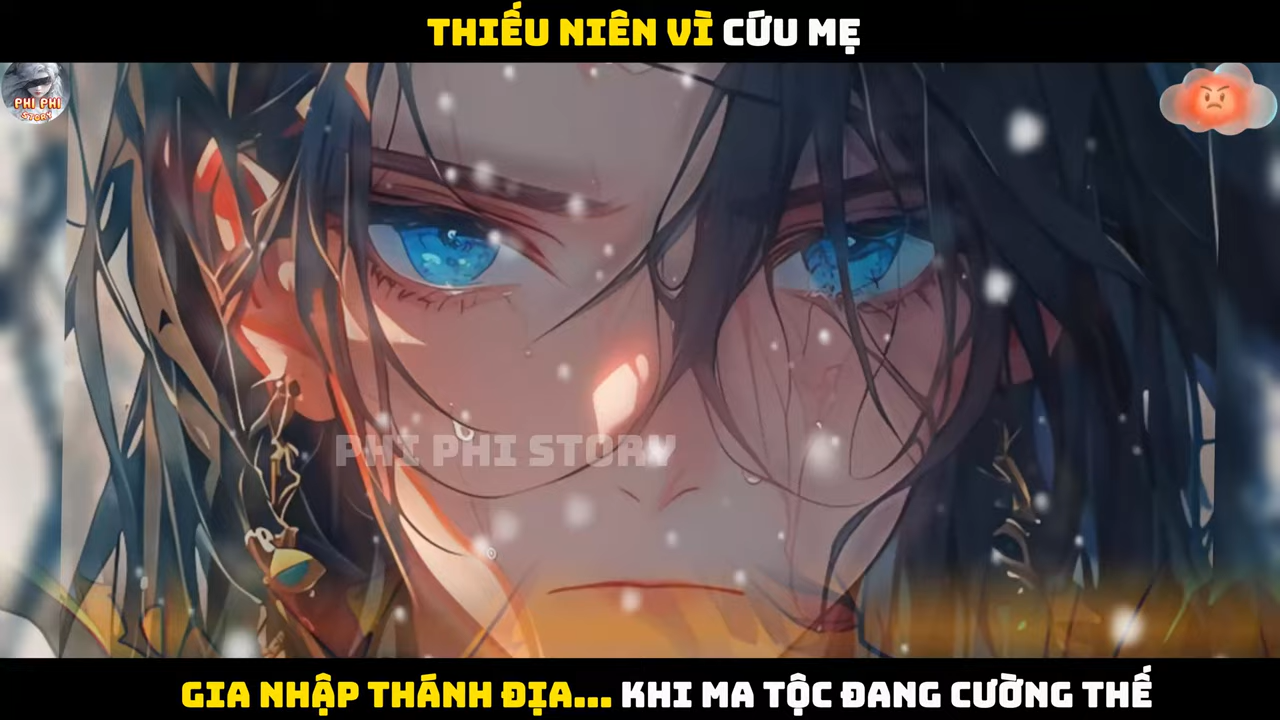 THIẾU NIÊN VÌ CỨU MẸ
PHI PHI
STORY
PHI PHI STORY
GIA NHẬP THÁNH ĐỊA... KHI MA TỘC ĐANG CƯỜNG THẾ